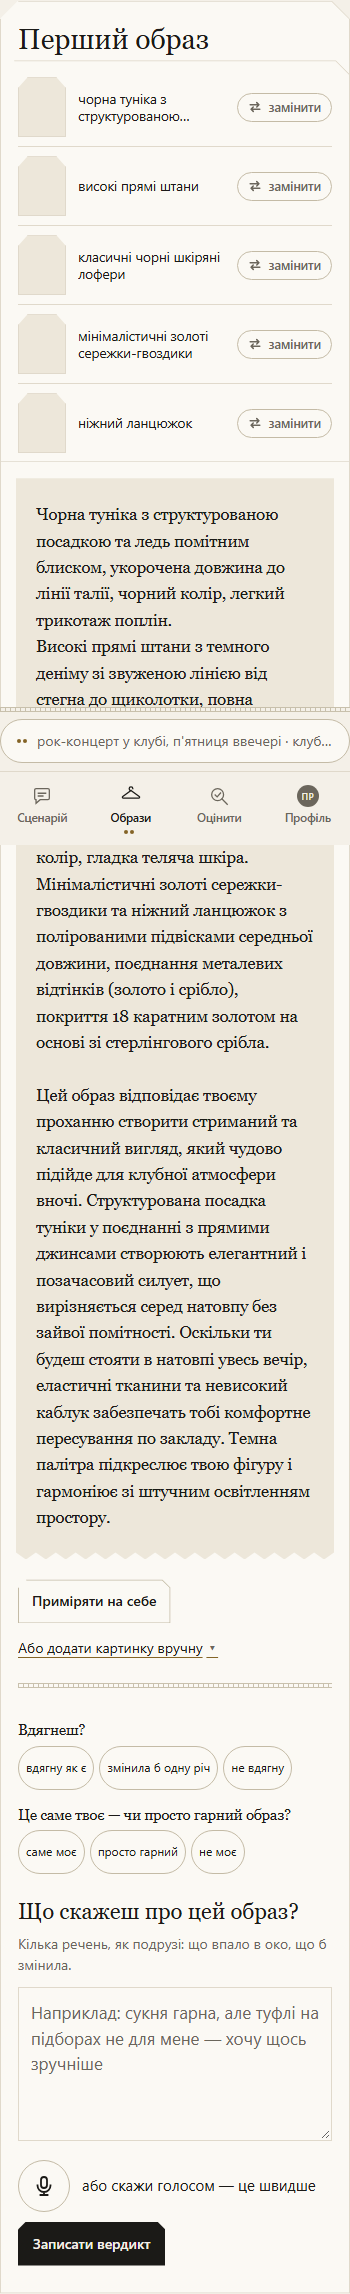 Перший образ
чорна туніка з
структурованою...
замінити
високі прямі штани
замінити
класичні чорні шкіряні
лофери
замінити
мінімалістичні золоті
сережки-гвоздики
замінити
ніжний ланцюжок
замінити
Чорна туніка з структурованою
посадкою та ледь помітним
блиском, укорочена довжина до
лінії талії, чорний колір, легкий
трикотаж поплін.
Високі прямі штани з темного
деніму зі звуженою лінією від
стегна до щиколотки, повна
рок-концерт у клубі, п'ятниця ввечері · клуб...
Сценарій
Образи
Оцінити
ПР
Профіль
колір, гладка теляча шкіра.
Мінімалістичні золоті сережки-
гвоздики та ніжний ланцюжок з
полірованими підвісками середньої
довжини, поєднання металевих
відтінків (золото і срібло),
покриття 18 каратним золотом на
основі зі стерлінгового срібла.
Цей образ відповідає твоєму
проханню створити стриманий та
класичний вигляд, який чудово
підійде для клубної атмосфери
вночі. Структурована посадка
туніки у поєднанні з прямими
джинсами створюють елегантний і
позачасовий силует, що
вирізняється серед натовпу без
зайвої помітності. Оскільки ти
будеш стояти в натовпі увесь вечір,
еластичні тканини та невисокий
каблук забезпечать тобі комфортне
пересування по закладу. Темна
палітра підкреслює твою фігуру і
гармоніює зі штучним освітленням
простору.
Приміряти на себе
Або додати картинку вручну
Вдягнеш?
вдягну як є
змінила б одну річ
не вдягну
Це саме твоє — чи просто гарний образ?
саме моє
просто гарний
не моє
Що скажеш про цей образ?
Кілька речень, як подрузі: що впало в око, що б
змінила.
Наприклад: сукня гарна, але туфлі на
підборах не для мене — хочу щось
зручніше
або скажи голосом — це швидше
Записати вердикт